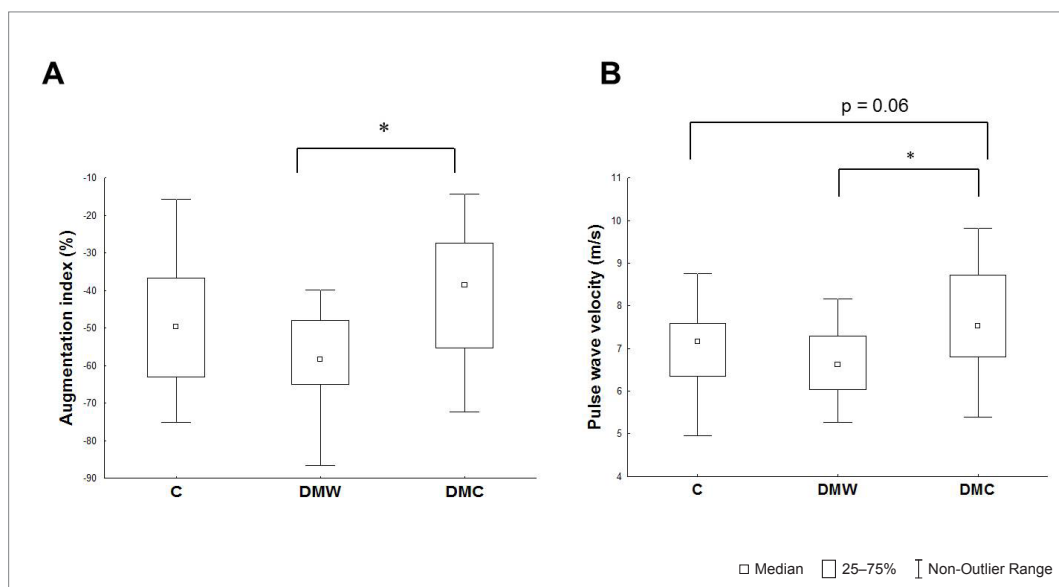 A
*
Augmentation index (%)
-10
-20
-30
-40
-50
-60
-70
-80
-90
C DMW DMC
B
p = 0.06
*
Pulse wave velocity (m/s)
11
10
9
8
7
6
5
4
C DMW DMC
Median 25–75% Non-Outlier Range